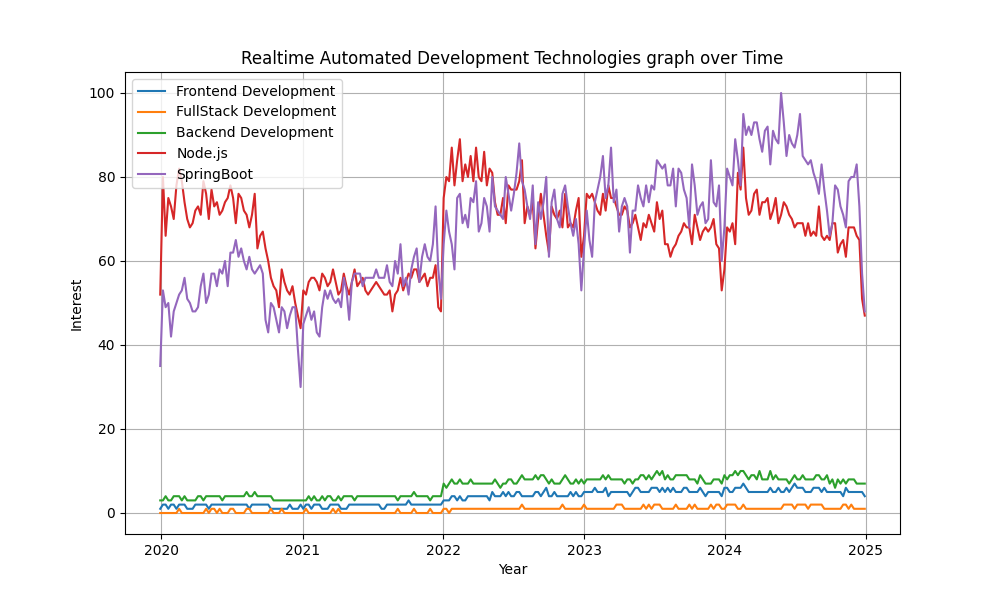 Realtime Automated Development Technologies graph over Time
Frontend Development
FullStack Development
Backend Development
Node.js
SpringBoot
100
80
60
40
20
0
Interest
2020 2021 2022 2023 2024 2025
Year